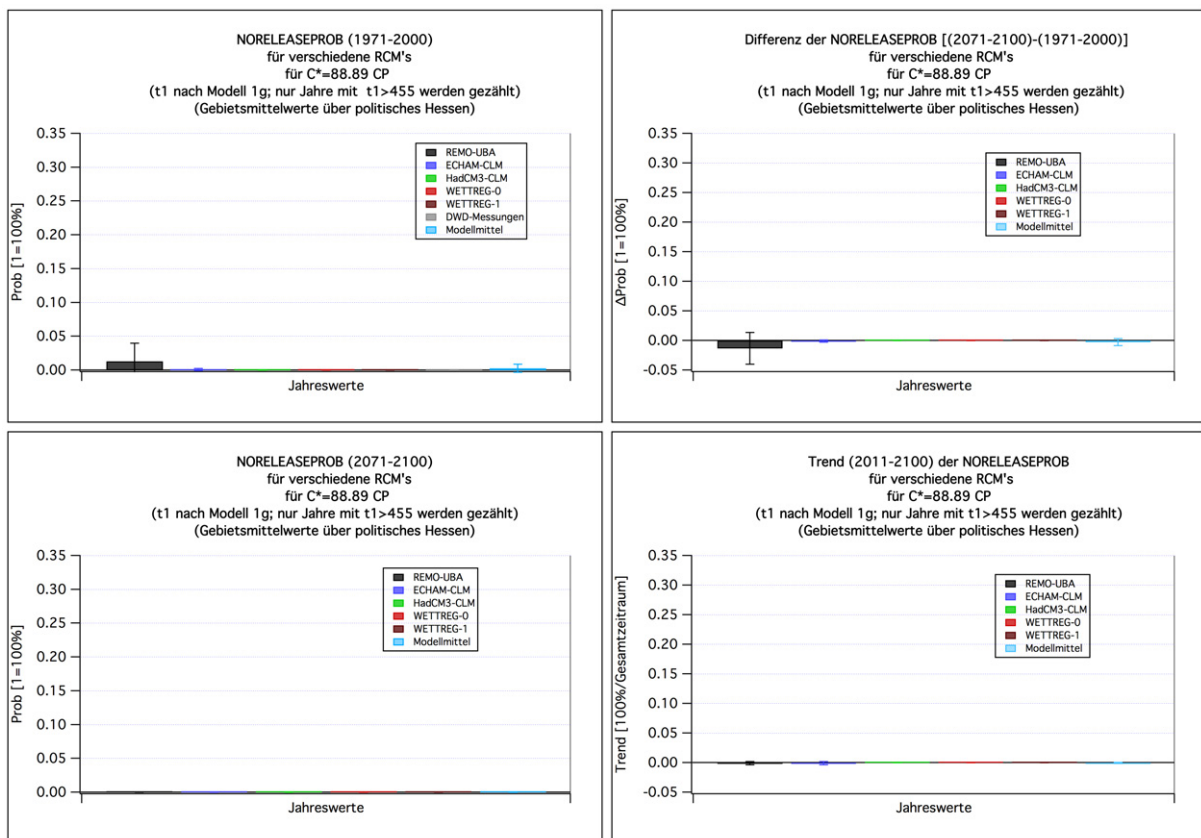 NORELEASEPROB (1971-2000)
für verschiedene RCM's
für C*=88.89 CP
(t1 nach Modell 1g; nur Jahre mit t1>455 werden gezählt)
(Gebietsmittelwerte über politisches Hessen)
0.35
0.30
0.25
0.20
0.15
0.10
0.05
0.00
Prob [1=100%]
REMO-UBA
ECHAM-CLM
HadCM3-CLM
WETTREG-0
WETTREG-1
DWD-Messungen
Modellmittel
Jahreswerte
Differenz der NORELEASEPROB [(2071-2100)-(1971-2000)]
für verschiedene RCM's
für C*=88.89 CP
(t1 nach Modell 1g; nur Jahre mit t1>455 werden gezählt)
(Gebietsmittelwerte über politisches Hessen)
0.35
0.30
0.25
0.20
0.15
0.10
0.05
0.00
-0.05
ΔProb [1=100%]
REMO-UBA
ECHAM-CLM
HadCM3-CLM
WETTREG-0
WETTREG-1
Modellmittel
Jahreswerte
NORELEASEPROB (2071-2100)
für verschiedene RCM's
für C*=88.89 CP
(t1 nach Modell 1g; nur Jahre mit t1>455 werden gezählt)
(Gebietsmittelwerte über politisches Hessen)
0.35
0.30
0.25
0.20
0.15
0.10
0.05
0.00
Prob [1=100%]
REMO-UBA
ECHAM-CLM
HadCM3-CLM
WETTREG-0
WETTREG-1
Modellmittel
Jahreswerte
Trend (2011-2100) der NORELEASEPROB
für verschiedene RCM's
für C*=88.89 CP
(t1 nach Modell 1g; nur Jahre mit t1>455 werden gezählt)
(Gebietsmittelwerte über politisches Hessen)
0.35
0.30
0.25
0.20
0.15
0.10
0.05
0.00
-0.05
Trend [100%/Gesamtzeitraum]
REMO-UBA
ECHAM-CLM
HadCM3-CLM
WETTREG-0
WETTREG-1
Modellmittel
Jahreswerte